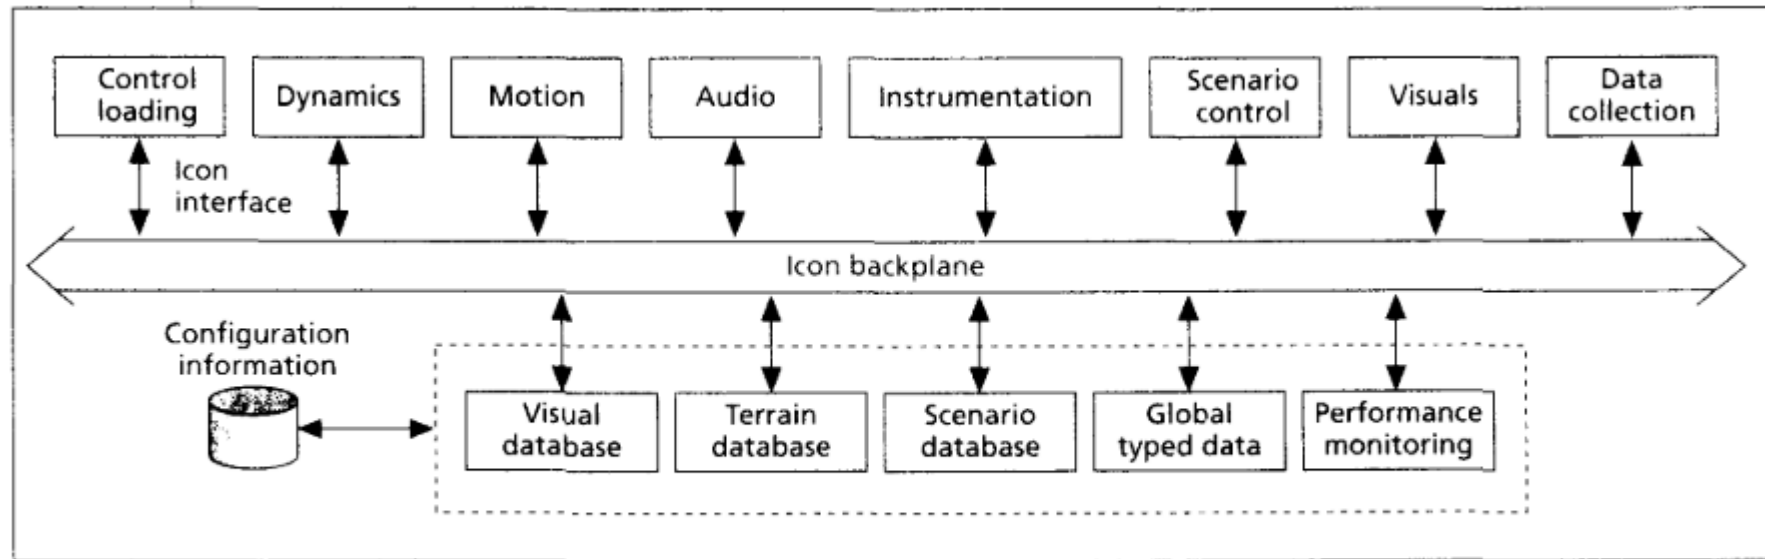 Control
loading
Dynamics
Motion
Audio
Instrumentation
Scenario
control
Visuals
Data
collection
Icon
interface
Icon backplane
Configuration
information
Visual
database
Terrain
database
Scenario
database
Global
typed data
Performance
monitoring